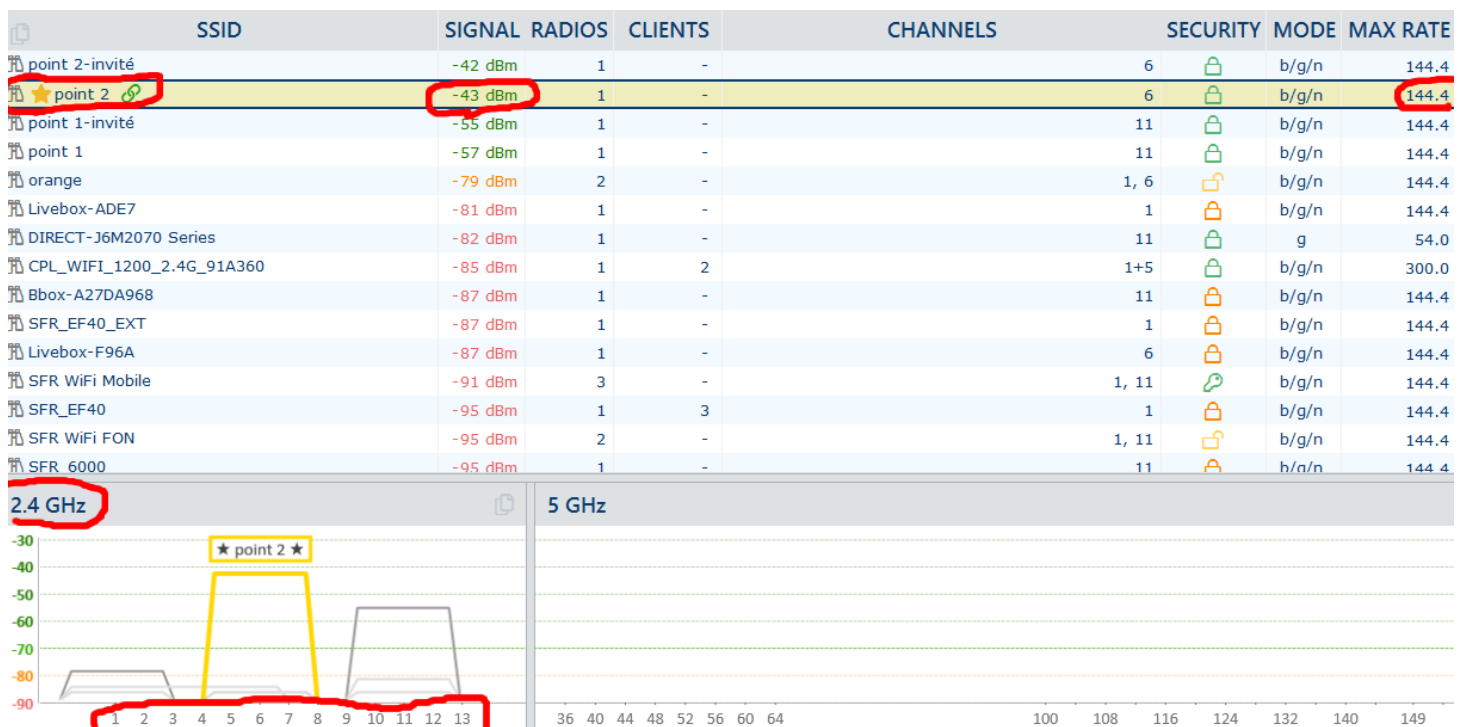 SSID SIGNAL RADIOS CLIENTS CHANNELS SECURITY MODE MAX RATE
point 2-invité -42 dBm 1 - 6 b/g/n 144.4
point 2 -43 dBm 1 - 6 b/g/n 144.4
point 1-invité -55 dBm 1 - 11 b/g/n 144.4
point 1 -57 dBm 1 - 11 b/g/n 144.4
orange -79 dBm 2 - 1, 6 b/g/n 144.4
Livebox-ADE7 -81 dBm 1 - 1 b/g/n 144.4
DIRECT-J6M2070 Series -82 dBm 1 - 11 g 54.0
CPL_WIFI_1200_2.4G_91A360 -85 dBm 1 2 1+5 b/g/n 300.0
Bbox-A27DA968 -87 dBm 1 - 11 b/g/n 144.4
SFR_EF40_EXT -87 dBm 1 - 1 b/g/n 144.4
Livebox-F96A -87 dBm 1 - 6 b/g/n 144.4
SFR WiFi Mobile -91 dBm 3 - 1, 11 b/g/n 144.4
SFR_EF40 -95 dBm 1 3 1 b/g/n 144.4
SFR WiFi FON -95 dBm 2 - 1, 11 b/g/n 144.4
SFR_6000 -95 dBm 1 - 11 b/g/n 144.4
2.4 GHz 5 GHz
-30
★ point 2 ★
-40
-50
-60
-70
-80
-90
1 2 3 4 5 6 7 8 9 10 11 12 13 36 40 44 48 52 56 60 64 100 108 116 124 132 140 149